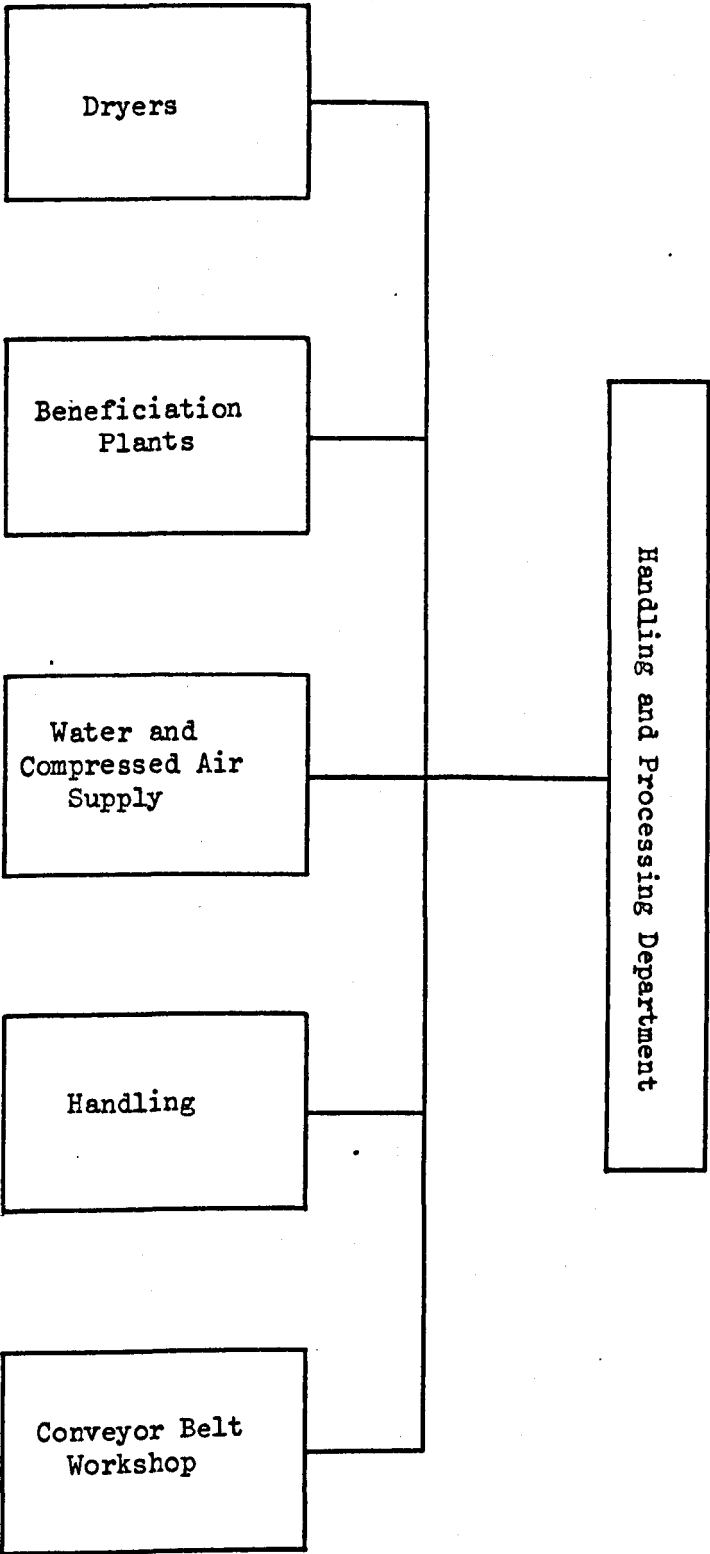 Dryers
Beneficiation
Plants
Water and
Compressed Air
Supply
Handling
Conveyor Belt
Workshop
Handling and Processing Department